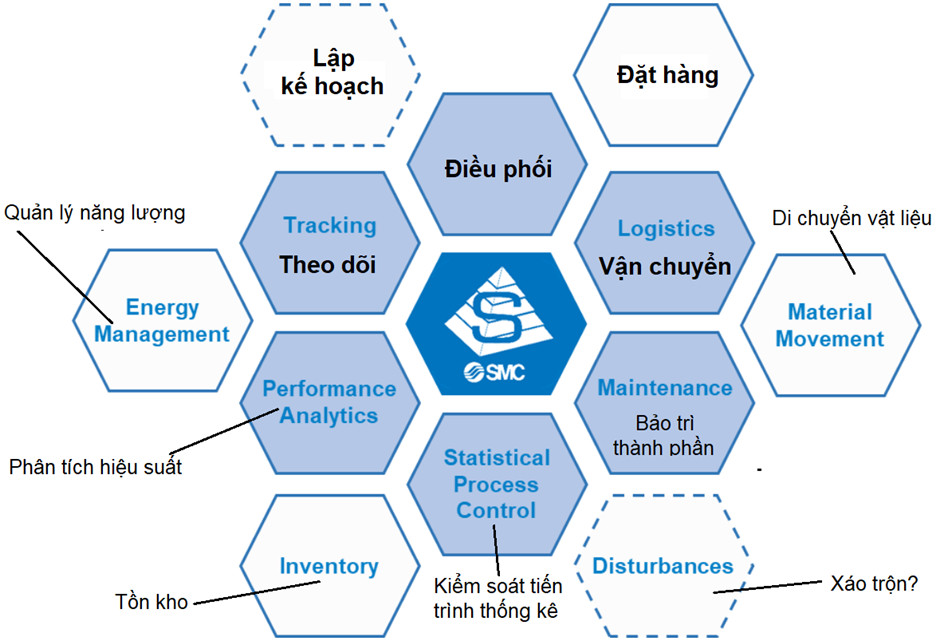 Lập
kế hoạch
Đặt hàng
Điều phối
Quản lý năng lượng
Tracking
Theo dõi
Logistics
Vận chuyển
Di chuyển vật liệu
Energy
Management
S
SMC
Material
Movement
Performance
Analytics
Maintenance
Bảo trì
thành phần
Phân tích hiệu suất
Statistical
Process
Control
Inventory
Disturbances
Tồn kho
Kiểm soát tiến
trình thống kê
Xáo trộn?